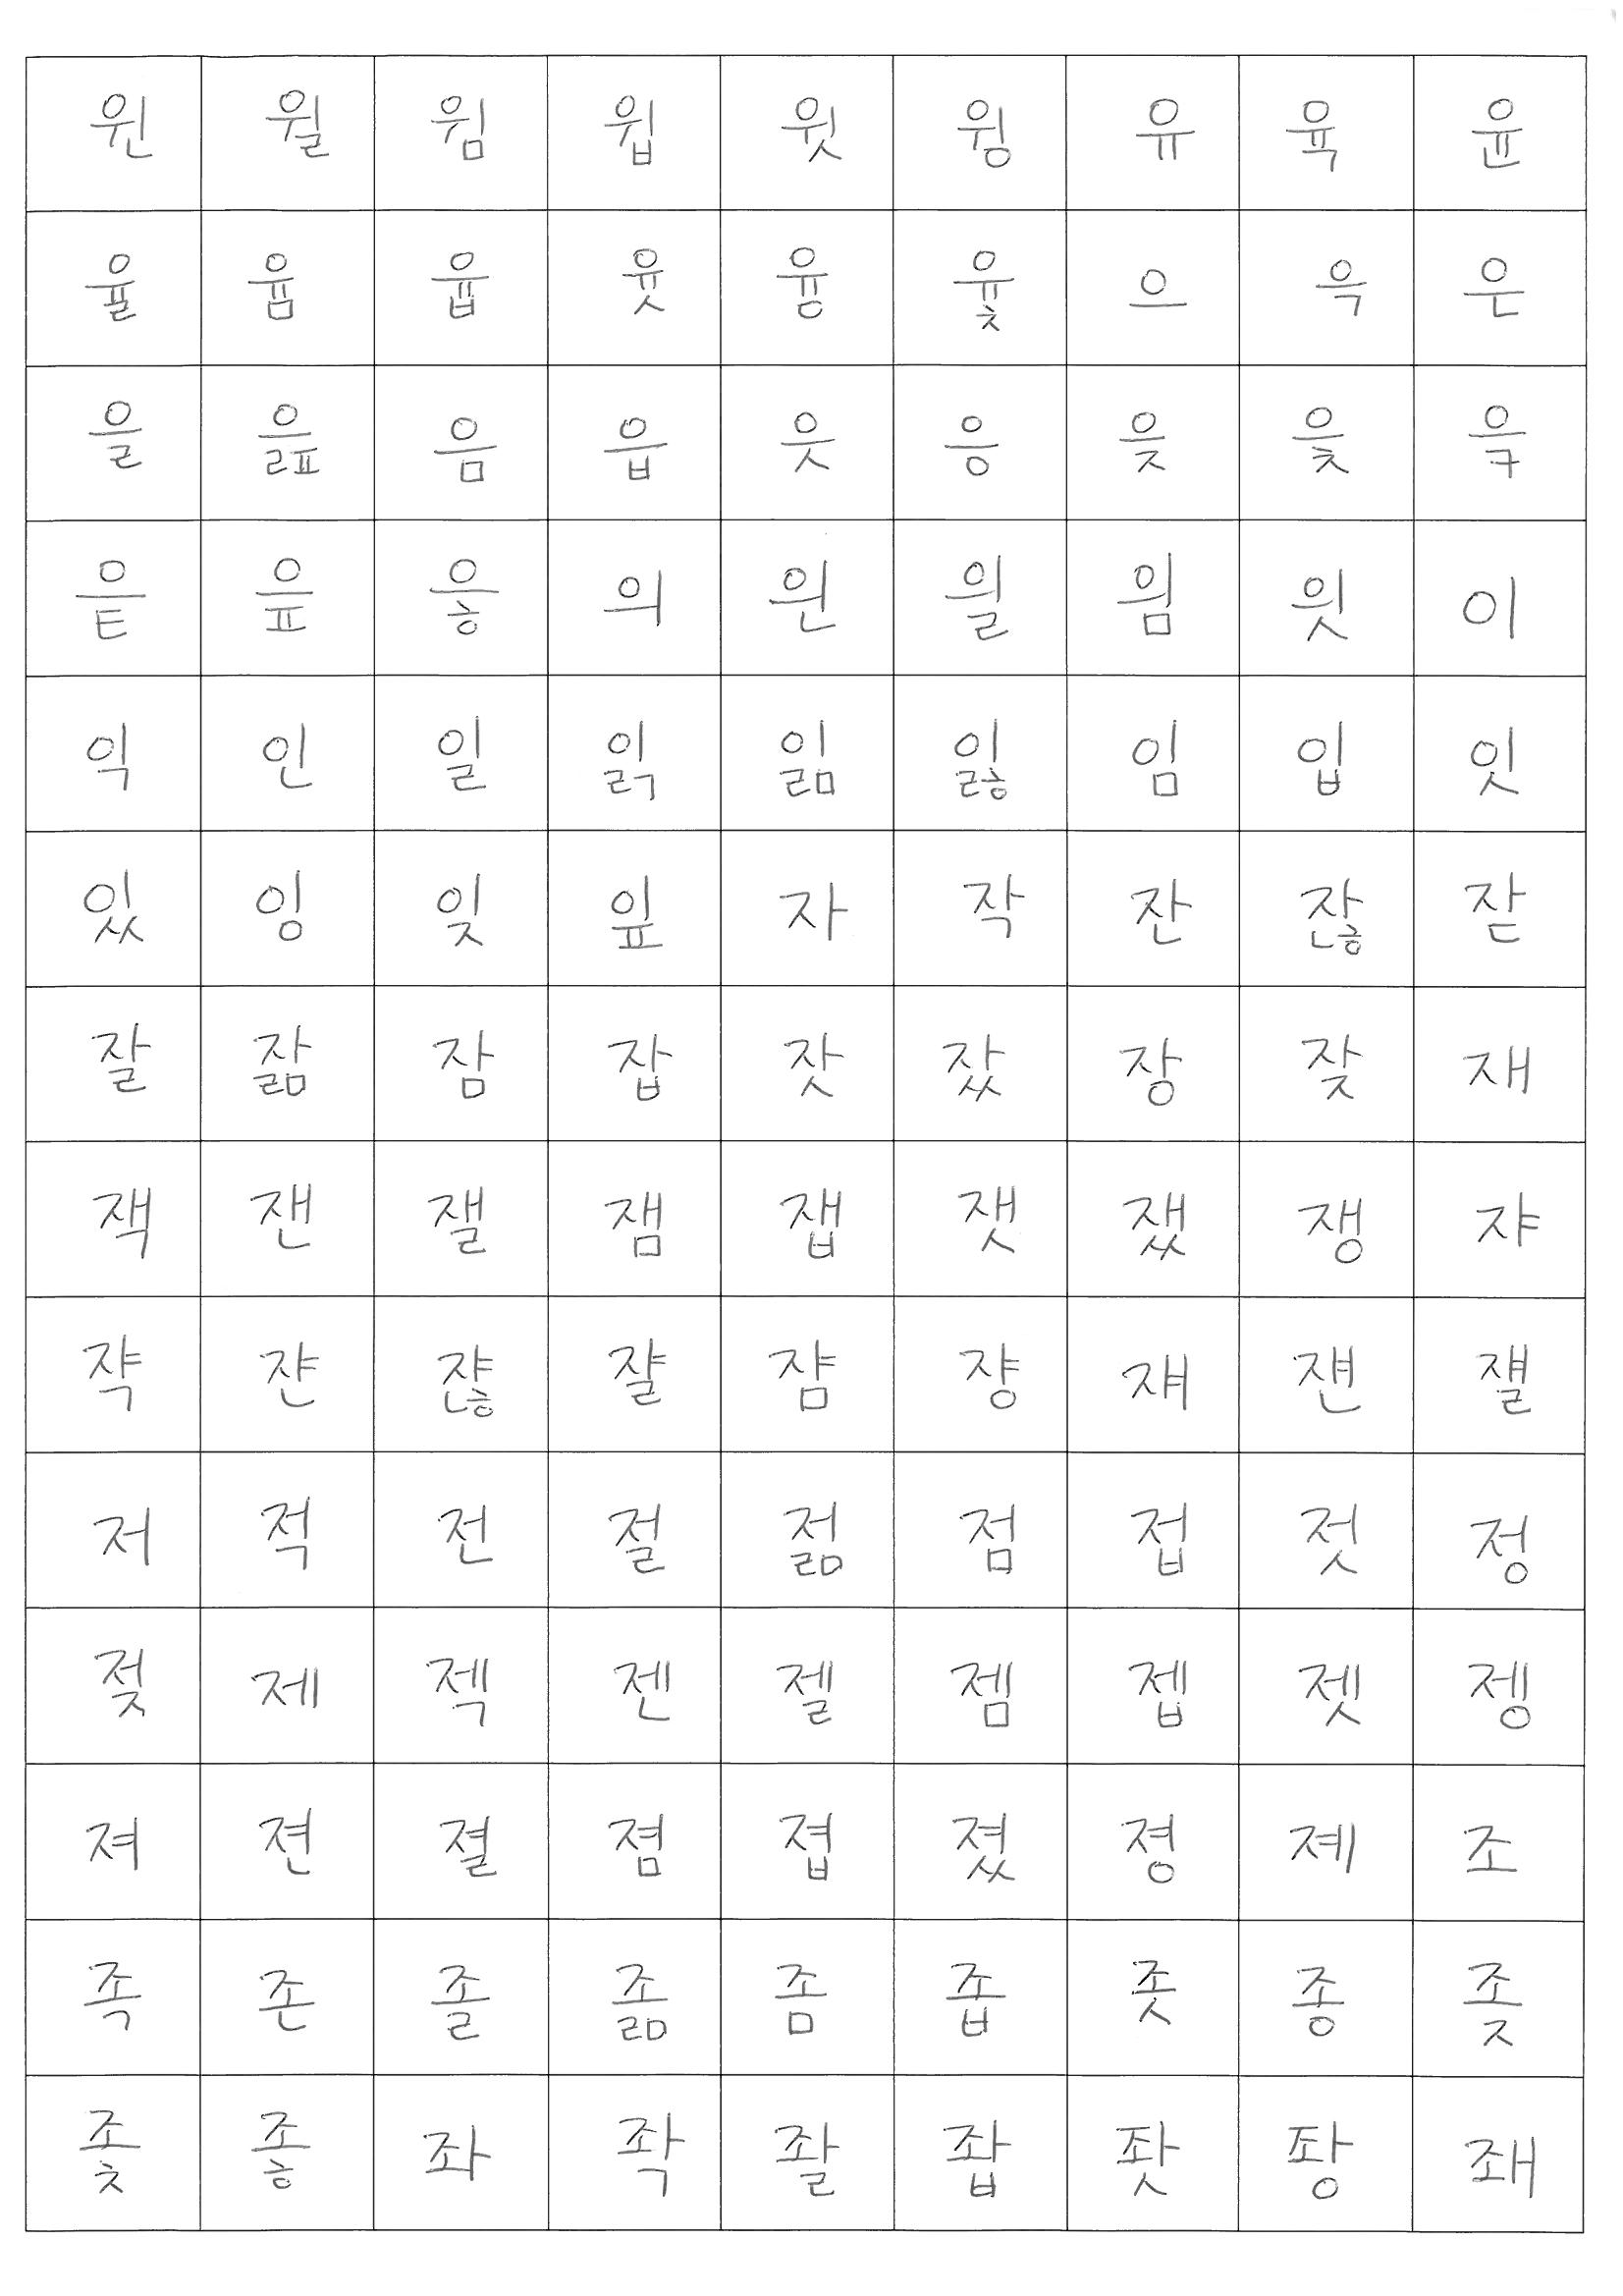 윈 윌 윔 윕 윗 윙 유 육 윤
율 윰 윱 윳 융 윷 으 윽 은
을 읊 음 읍 읏 응 읒 읓 읔
읕 읖 읗 의 읜 읠 읨 읫 이
익 인 일 읽 읾 잃 임 입 잇
있 잉 잊 잎 자 작 잔 잖 잗
잘 잚 잠 잡 잣 잤 장 잦 재
잭 잰 잴 잼 잽 잿 쟀 쟁 쟈
쟉 쟌 쟎 쟐 쟘 쟝 쟤 쟨 쟬
저 적 전 절 젊 점 접 젓 정
젖 제 젝 젠 젤 젬 젭 젯 젱
져 젼 졀 졈 졉 졌 졍 졔 조
족 존 졸 졺 좀 좁 좃 종 좆
좇 좋 좌 좍 좔 좝 좟 좡 좨